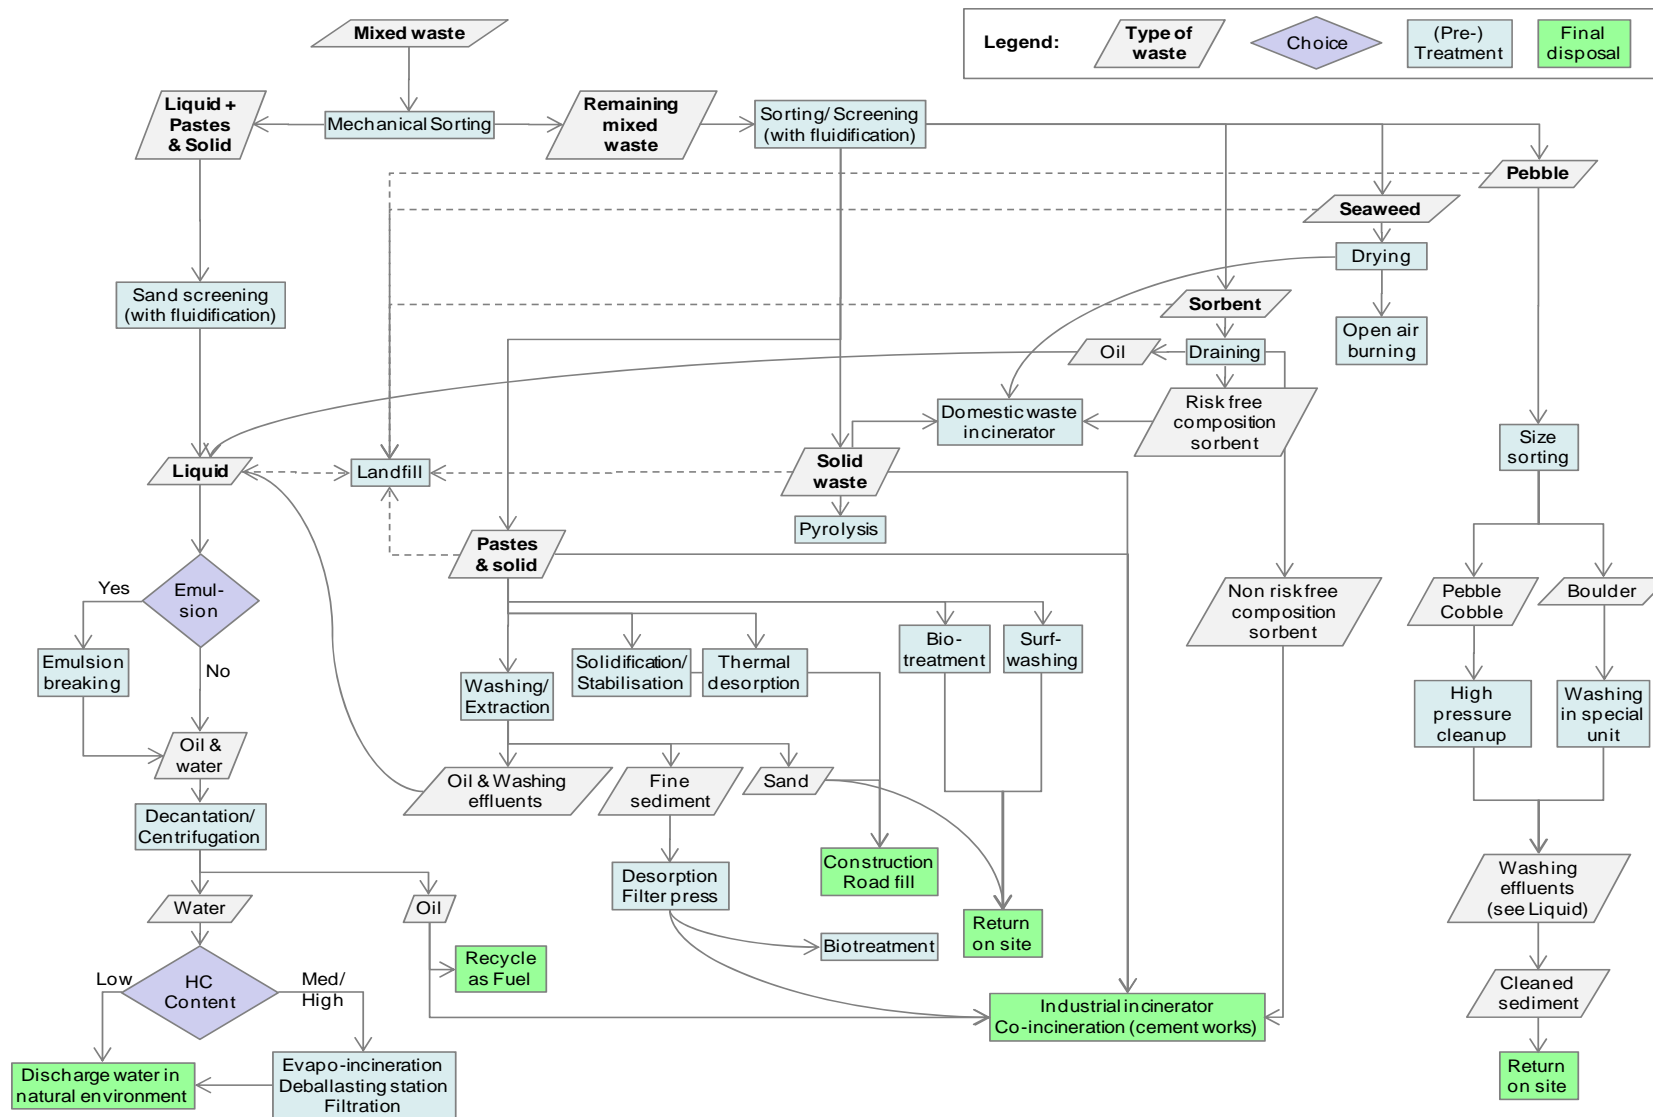 Mixed waste
Legend:
Type of
waste
Choice
(Pre-)
Treatment
Final
disposal
Liquid +
Pastes
& Solid
Mechanical Sorting
Remaining
mixed
waste
Sorting/ Screening
(with fluidification)
Pebble
Seaweed
Drying
Sand screening
(with fluidification)
Sorbent
Open air
burning
Oil
Draining
Risk free
composition
sorbent
Domestic waste
incinerator
Size
sorting
Liquid
Landfill
Solid
waste
Pyrolysis
Pastes
& solid
Yes
Emul-
sion
No
Emulsion
breaking
Non risk free
composition
sorbent
Pebble
Cobble
Boulder
Washing/
Extraction
Solidification/
Stabilisation
Thermal
desorption
Bio-
treatment
Surf-
washing
High
pressure
cleanup
Washing
in special
unit
Oil &
water
Oil & Washing
effluents
Fine
sediment
Sand
Decantation/
Centrifugation
Desorption
Filter press
Construction
Road fill
Washing
effluents
(see Liquid)
Water
Oil
Return
on site
Biotreatment
Recycle
as Fuel
Low
HC
Content
Med/
High
Cleaned
sediment
Industrial incinerator
Co-incineration (cement works)
Discharge water in
natural environment
Evapo-incineration
Deballasting station
Filtration
Return
on site